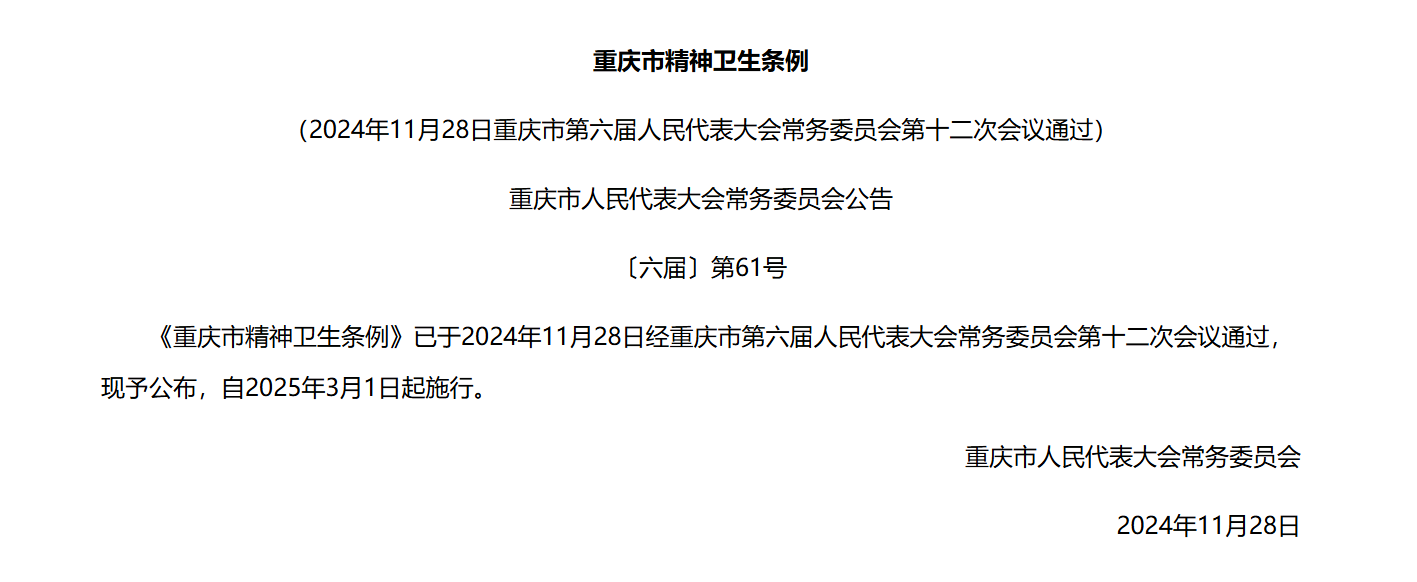 重庆市精神卫生条例
（2024年11月28日重庆市第六届人民代表大会常务委员会第十二次会议通过）
重庆市人民代表大会常务委员会公告
〔六届〕第61号
《重庆市精神卫生条例》已于2024年11月28日经重庆市第六届人民代表大会常务委员会第十二次会议通过，
现予公布，自2025年3月1日起施行。
重庆市人民代表大会常务委员会
2024年11月28日